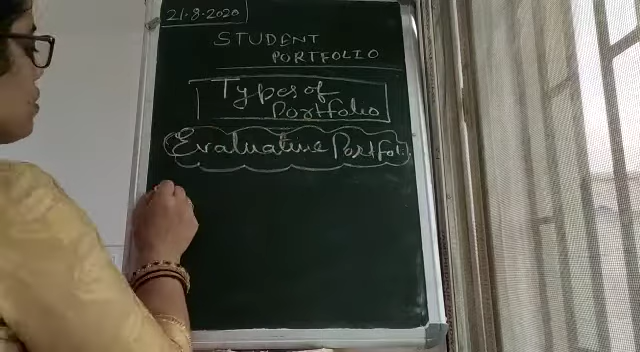 21.8.2020
STUDENT
PORTFOLIO
Types of
Portfolio
Evaluative Portfoli